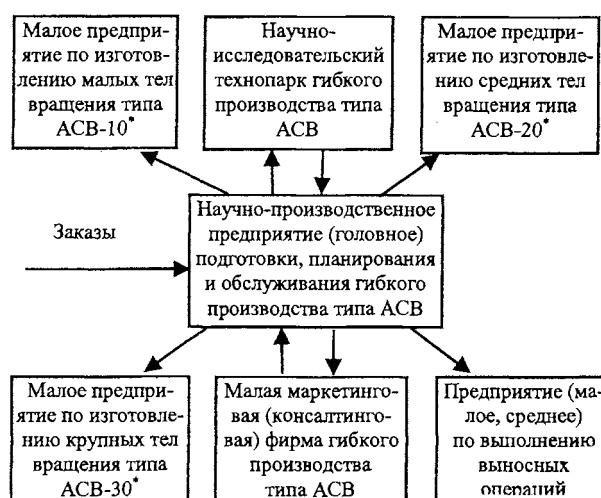 Малое предпри-
ятие по изготов-
лению малых тел
вращения типа
АСВ-10*
Научно-
исследовательский
технопарк гибкого
производства типа
АСВ
Малое предпри-
ятие по изготовле-
нию средних тел
вращения типа
АСВ-20*
Заказы
Научно-производственное
предприятие (головное)
подготовки, планирования
и обслуживания гибкого
производства типа АСВ
Малое предпри-
ятие по изготовле-
нию крупных тел
вращения типа
АСВ-30*
Малая маркетинго-
вая (консалтинго-
вая) фирма гибкого
производства
типа АСВ
Предприятие (ма-
лое, среднее)
по выполнению
выносных
операций